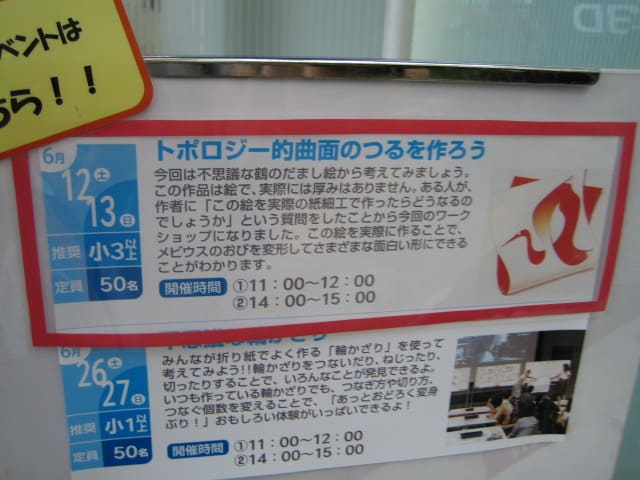 ベントは
ちら！！
6月
12土
13日
推奨 小3以上
定員 50名
トポロジー的曲面のつるを作ろう
今回は不思議な鶴のだまし絵から考えてみましょう。
この作品は絵で、実際には厚みはありません。ある人が、
作者に「この絵を実際の紙細工で作ったらどうなるの
でしょうか」という質問をしたことから今回のワーク
ショップになりました。この絵を実際に作ることで、
メビウスのおびを変形してさまざまな面白い形にでき
ることがわかります。
開催時間 ①11：00〜12：00
②14：00〜15：00
6月
26土
27日
推奨 小1以上
定員 50名
不思議な輪かざり
みんなが折り紙でよく作る「輪かざり」を使って
考えてみよう!!輪かざりをつないだり、ねじったり、
切ったりすることで、いろんなことが発見できるよ。
いつも作っている輪かざりでも、つなぎ方や切り方、
つなぐ個数を変えることで、「あっとおどろく変身
ぶり！」おもしろい体験がいっぱいできるよ！
開催時間 ①11：00〜12：00
②14：00〜15：00